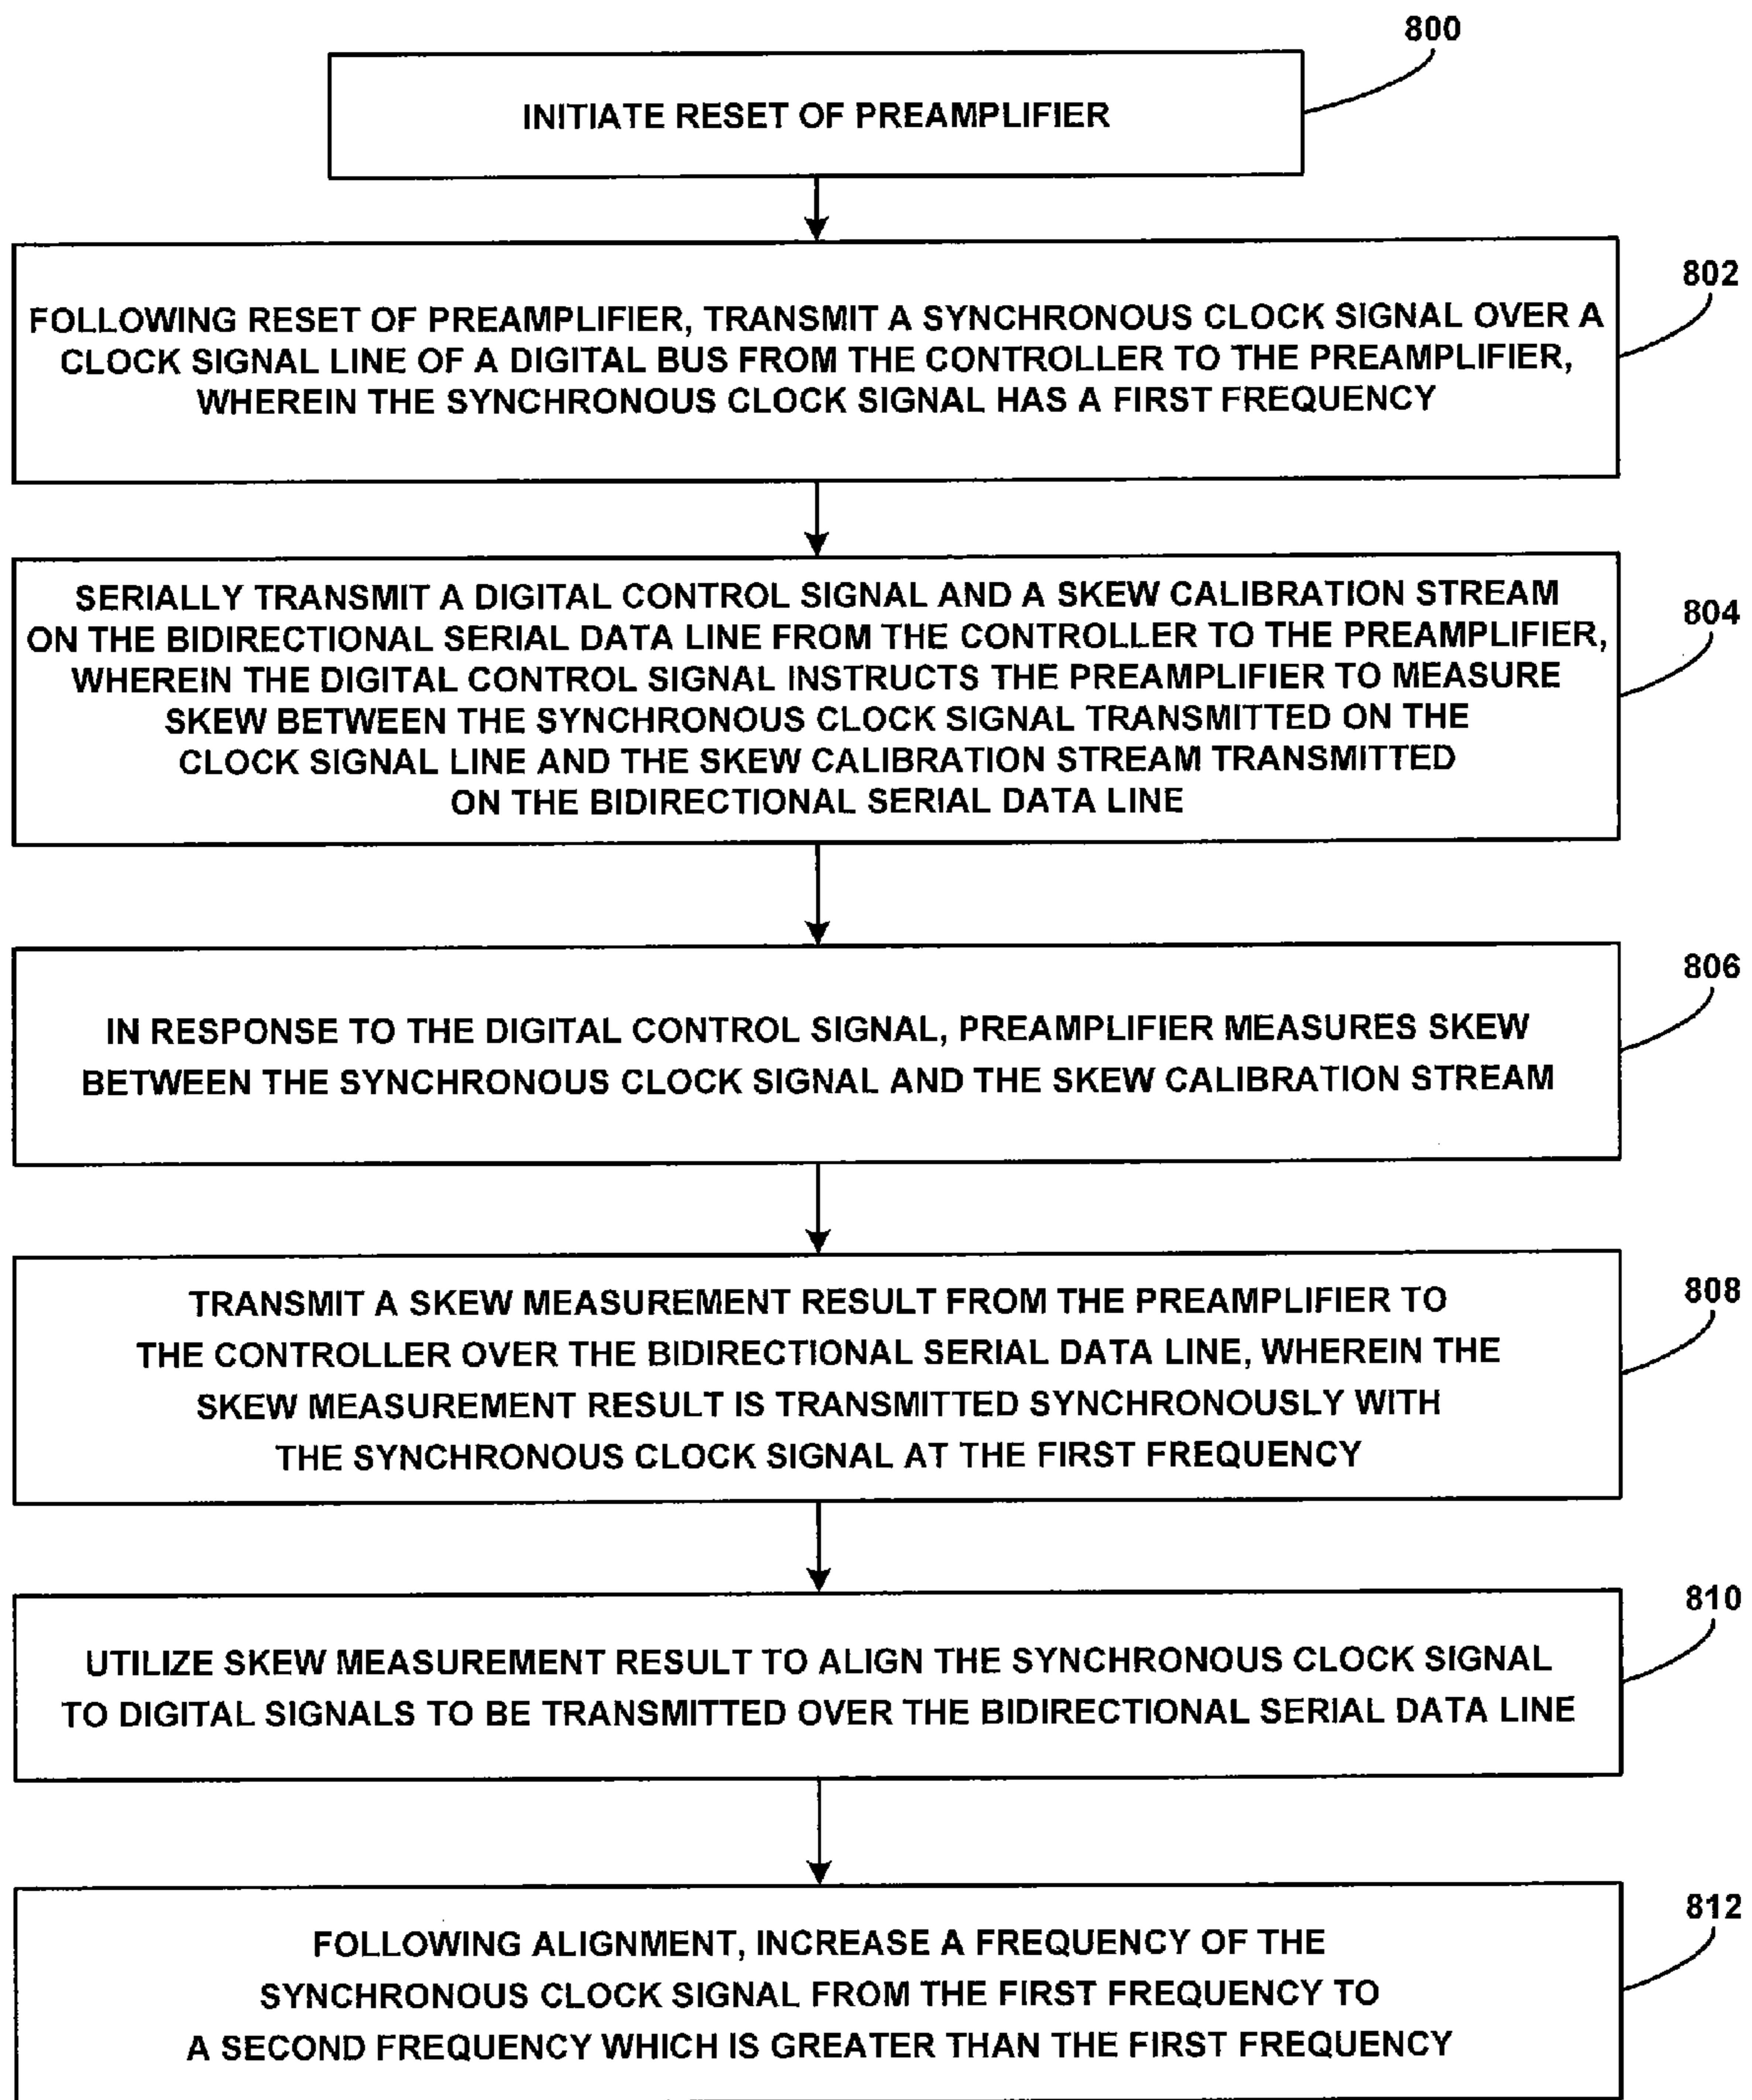 800
INITIATE RESET OF PREAMPLIFIER
802
FOLLOWING RESET OF PREAMPLIFIER, TRANSMIT A SYNCHRONOUS CLOCK SIGNAL OVER A
CLOCK SIGNAL LINE OF A DIGITAL BUS FROM THE CONTROLLER TO THE PREAMPLIFIER,
WHEREIN THE SYNCHRONOUS CLOCK SIGNAL HAS A FIRST FREQUENCY
804
SERIALLY TRANSMIT A DIGITAL CONTROL SIGNAL AND A SKEW CALIBRATION STREAM
ON THE BIDIRECTIONAL SERIAL DATA LINE FROM THE CONTROLLER TO THE PREAMPLIFIER,
WHEREIN THE DIGITAL CONTROL SIGNAL INSTRUCTS THE PREAMPLIFIER TO MEASURE
SKEW BETWEEN THE SYNCHRONOUS CLOCK SIGNAL TRANSMITTED ON THE
CLOCK SIGNAL LINE AND THE SKEW CALIBRATION STREAM TRANSMITTED
ON THE BIDIRECTIONAL SERIAL DATA LINE
806
IN RESPONSE TO THE DIGITAL CONTROL SIGNAL, PREAMPLIFIER MEASURES SKEW
BETWEEN THE SYNCHRONOUS CLOCK SIGNAL AND THE SKEW CALIBRATION STREAM
808
TRANSMIT A SKEW MEASUREMENT RESULT FROM THE PREAMPLIFIER TO
THE CONTROLLER OVER THE BIDIRECTIONAL SERIAL DATA LINE, WHEREIN THE
SKEW MEASUREMENT RESULT IS TRANSMITTED SYNCHRONOUSLY WITH
THE SYNCHRONOUS CLOCK SIGNAL AT THE FIRST FREQUENCY
810
UTILIZE SKEW MEASUREMENT RESULT TO ALIGN THE SYNCHRONOUS CLOCK SIGNAL
TO DIGITAL SIGNALS TO BE TRANSMITTED OVER THE BIDIRECTIONAL SERIAL DATA LINE
812
FOLLOWING ALIGNMENT, INCREASE A FREQUENCY OF THE
SYNCHRONOUS CLOCK SIGNAL FROM THE FIRST FREQUENCY TO
A SECOND FREQUENCY WHICH IS GREATER THAN THE FIRST FREQUENCY